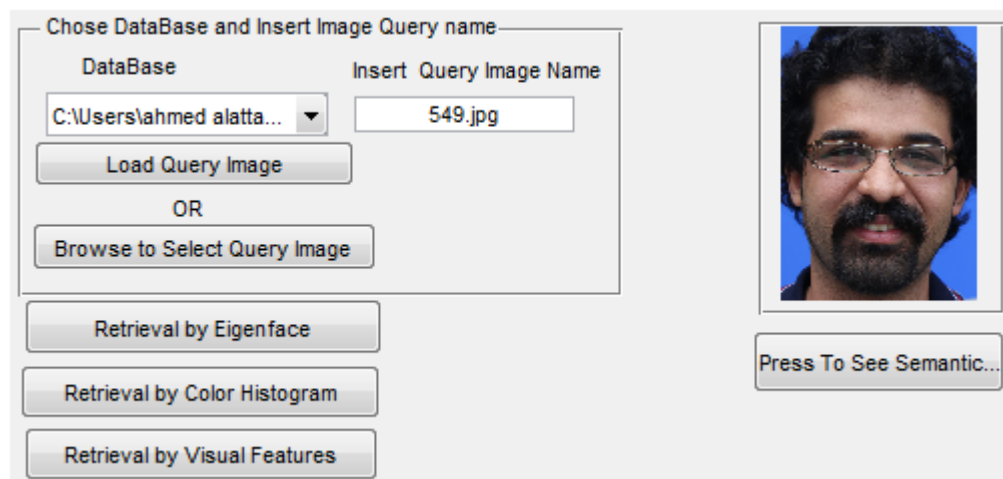 Chose DataBase and Insert Image Query name
DataBase
Insert Query Image Name
C:\Users\ahmed alatta...
549.jpg
Load Query Image
OR
Browse to Select Query Image
Retrieval by Eigenface
Press To See Semantic...
Retrieval by Color Histogram
Retrieval by Visual Features